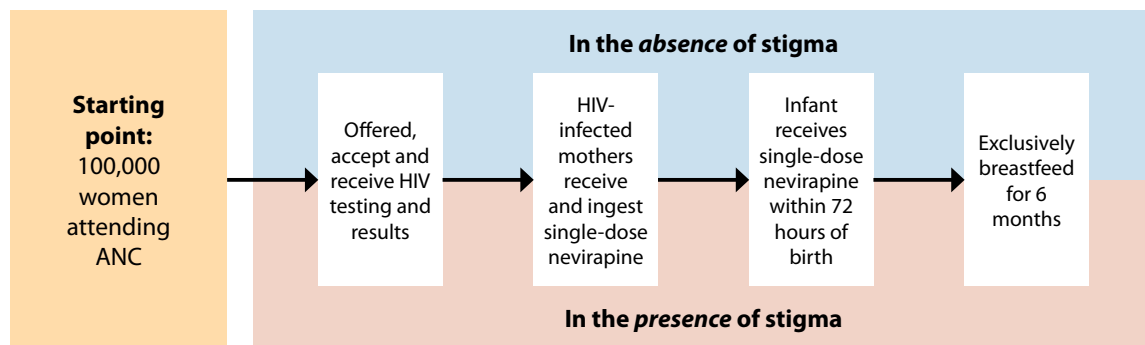 In the absence of stigma
Starting
point:
100,000
women
attending
ANC
Offered,
accept and
receive HIV
testing and
results
HIV-
infected
mothers
receive
and ingest
single-dose
nevirapine
Infant
receives
single-dose
nevirapine
within 72
hours of
birth
Exclusively
breastfeed
for 6
months
In the presence of stigma